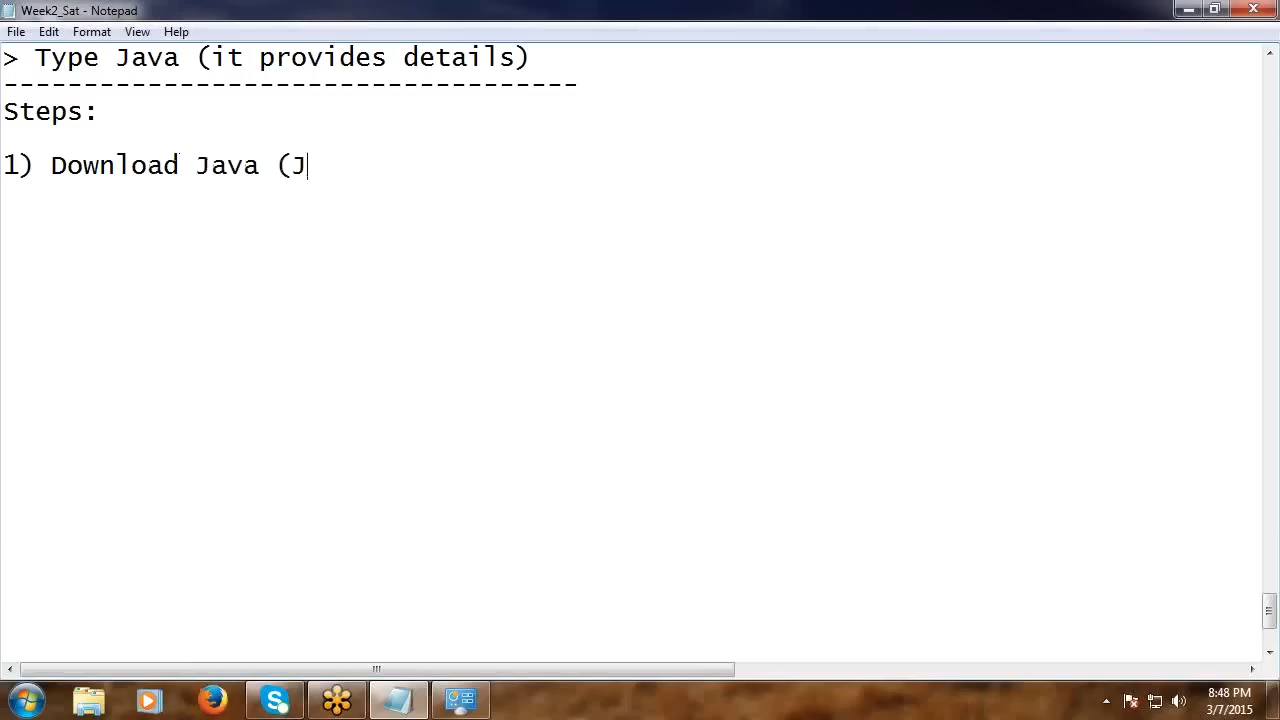 Week2_Sat - Notepad
File Edit Format View Help
> Type Java (it provides details)
------------------------------------
Steps:
1) Download Java (J
8:48 PM
3/7/2015